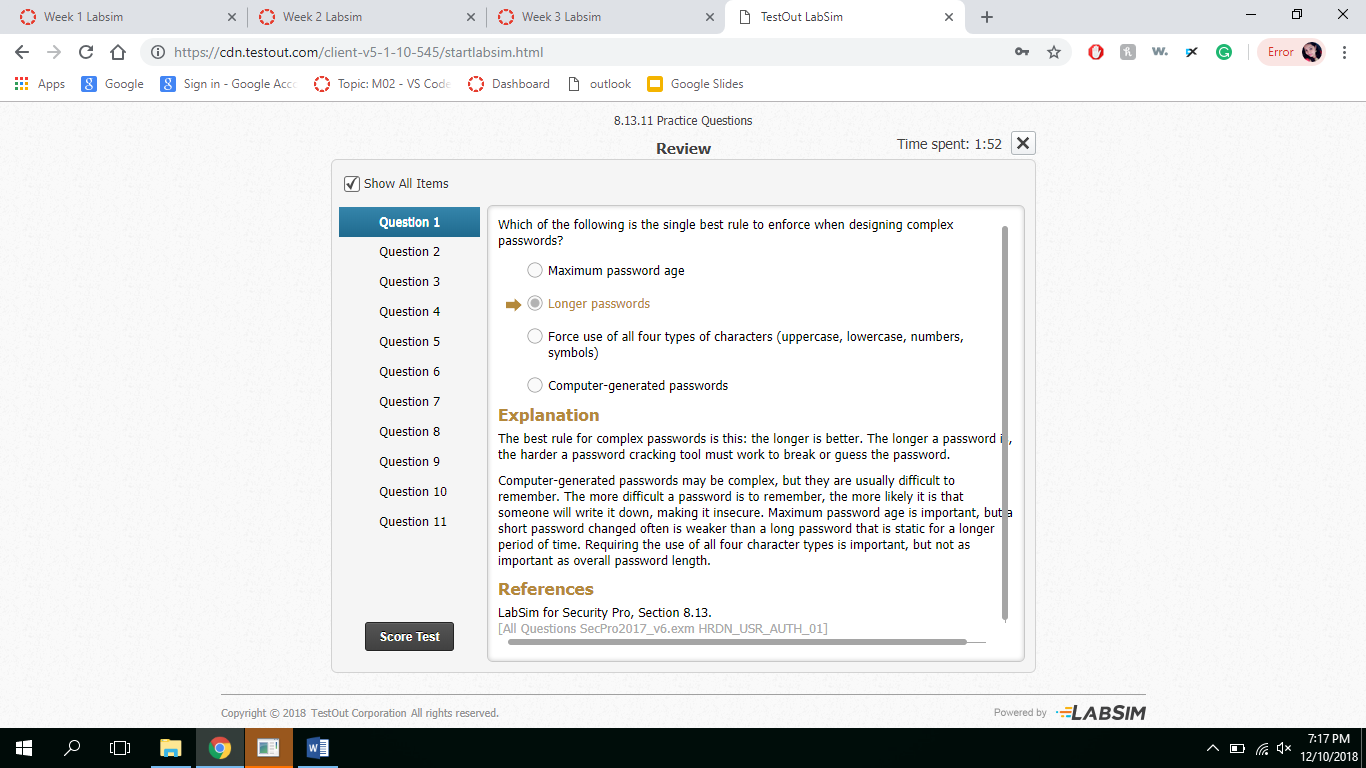 Week 1 Labsim
Week 2 Labsim
Week 3 Labsim
TestOut LabSim
https://cdn.testout.com/client-v5-1-10-545/startlabsim.html
Error
Apps
Google
Sign in - Google Acco
Topic: M02 - VS Code
Dashboard
outlook
Google Slides
8.13.11 Practice Questions
Review
Time spent: 1:52
Show All Items
Question 1
Question 2
Question 3
Question 4
Question 5
Question 6
Question 7
Question 8
Question 9
Question 10
Question 11
Score Test
Which of the following is the single best rule to enforce when designing complex
passwords?
Maximum password age
Longer passwords
Force use of all four types of characters (uppercase, lowercase, numbers,
symbols)
Computer-generated passwords
Explanation
The best rule for complex passwords is this: the longer is better. The longer a password is,
the harder a password cracking tool must work to break or guess the password.
Computer-generated passwords may be complex, but they are usually difficult to
remember. The more difficult a password is to remember, the more likely it is that
someone will write it down, making it insecure. Maximum password age is important, but a
short password changed often is weaker than a long password that is static for a longer
period of time. Requiring the use of all four character types is important, but not as
important as overall password length.
References
LabSim for Security Pro, Section 8.13.
[All Questions SecPro2017_v6.exm HRDN_USR_AUTH_01]
Copyright © 2018 TestOut Corporation All rights reserved.
Powered by LABSIM
7:17 PM
12/10/2018